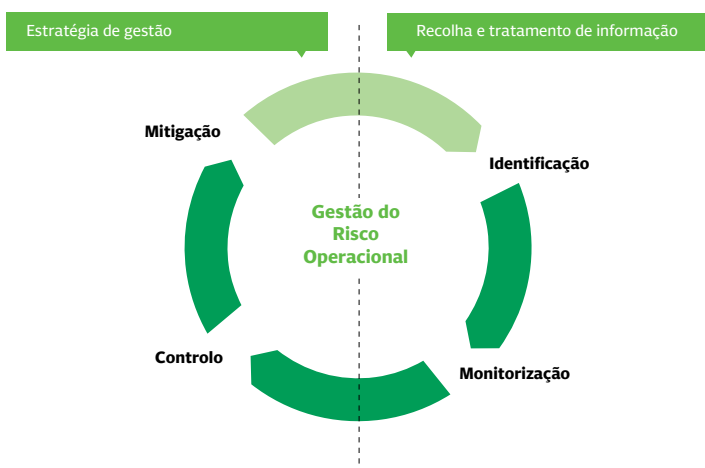 Estratégia de gestão
Recolha e tratamento de informação
Mitigação
Identificação
Gestão do
Risco
Operacional
Controlo
Monitorização